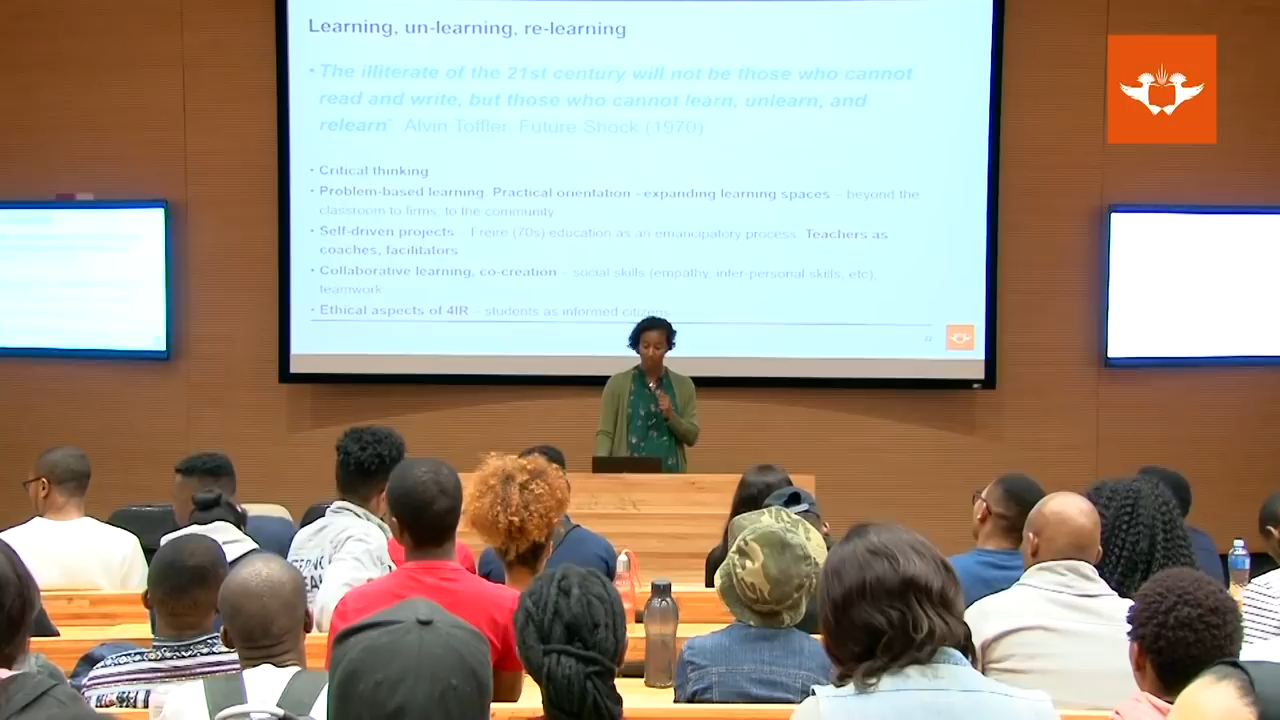 Learning, un-learning, re-learning
• The illiterate of the 21st century will not be those who cannot
read and write, but those who cannot learn, unlearn, and
relearn' Alvin Toffler, Future Shock (1970)
• Critical thinking
• Problem-based learning. Practical orientation - expanding learning spaces – beyond the
classroom to firms, to the community
• Self-driven projects – Freire (70s) education as an emancipatory process. Teachers as
coaches, facilitators
• Collaborative learning, co-creation – social skills (empathy, inter-personal skills, etc),
teamwork
• Ethical aspects of 4IR – students as informed citizens